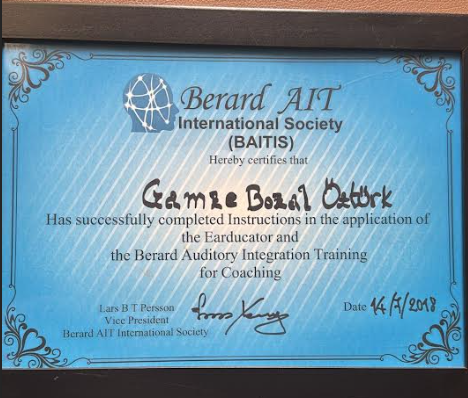 Berard AIT
International Society
(BAITIS)
Hereby certifies that
Gamze Bozal Öztürk
Has successfully completed Instructions in the application of
the Earducator and
the Berard Auditory Integration Training
for Coaching
Lars B T Persson
Vice President
Berard AIT International Society
Date 14/7/2018